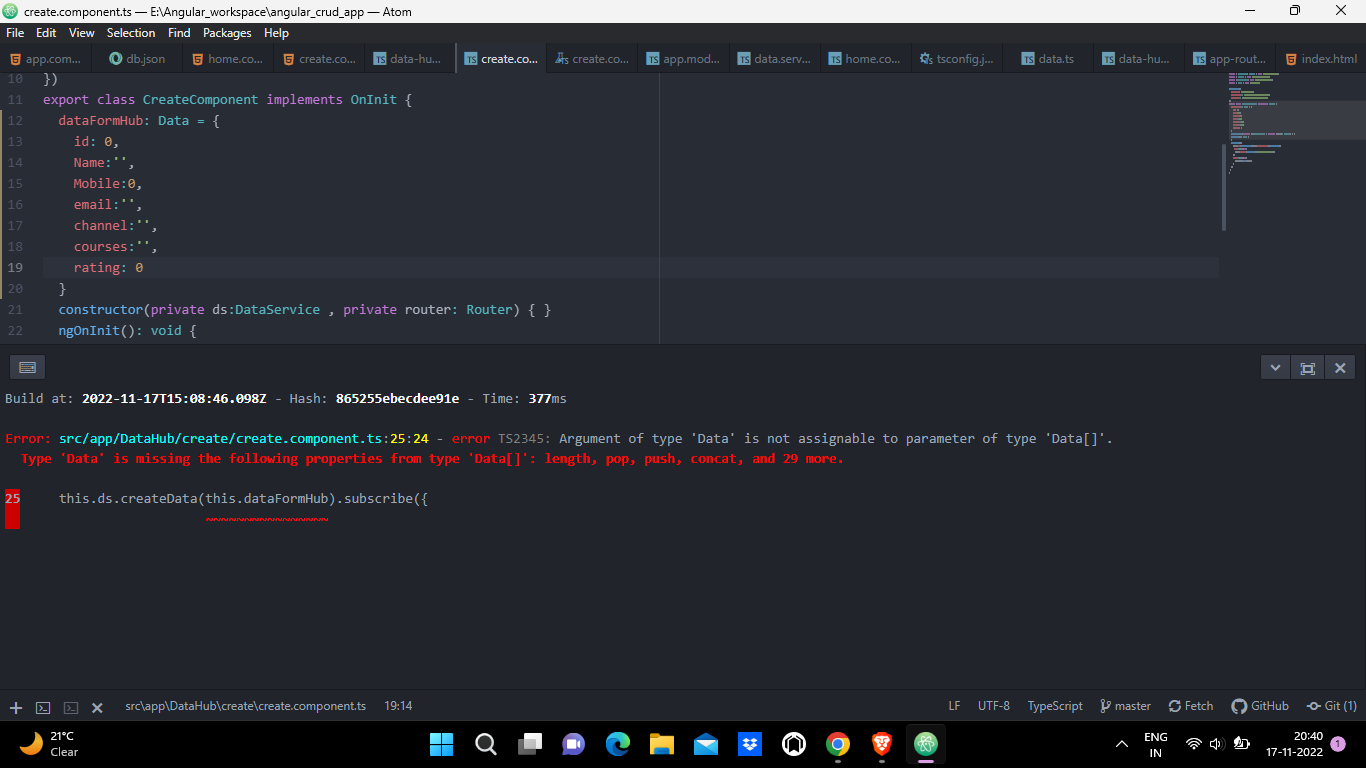 create.component.ts — E:\Angular_workspace\angular_crud_app — Atom
File Edit View Selection Find Packages Help
app.com... db.json home.co... create.co... data-hu... create.co... create.co... app.mod... data.serv... home.co... tsconfig.j... data.ts data-hu... app-rout... index.html
10 })
11 export class CreateComponent implements OnInit {
12 dataFormHub: Data = {
13 id: 0,
14 Name:'',
15 Mobile:0,
16 email:'',
17 channel:'',
18 courses:'',
19 rating: 0
20 }
21 constructor(private ds:DataService , private router: Router) { }
22 ngOnInit(): void {
Build at: 2022-11-17T15:08:46.098Z - Hash: 865255ebecdee91e - Time: 377ms
Error: src/app/DataHub/create/create.component.ts:25:24 - error TS2345: Argument of type 'Data' is not assignable to parameter of type 'Data[]'.
Type 'Data' is missing the following properties from type 'Data[]': length, pop, push, concat, and 29 more.
25 this.ds.createData(this.dataFormHub).subscribe({
~~~~~~~~~~~~~~~~
src\app\DataHub\create\create.component.ts 19:14 LF UTF-8 TypeScript master Fetch GitHub Git (1)
21°C
Clear
ENG
IN
20:40
17-11-2022
1